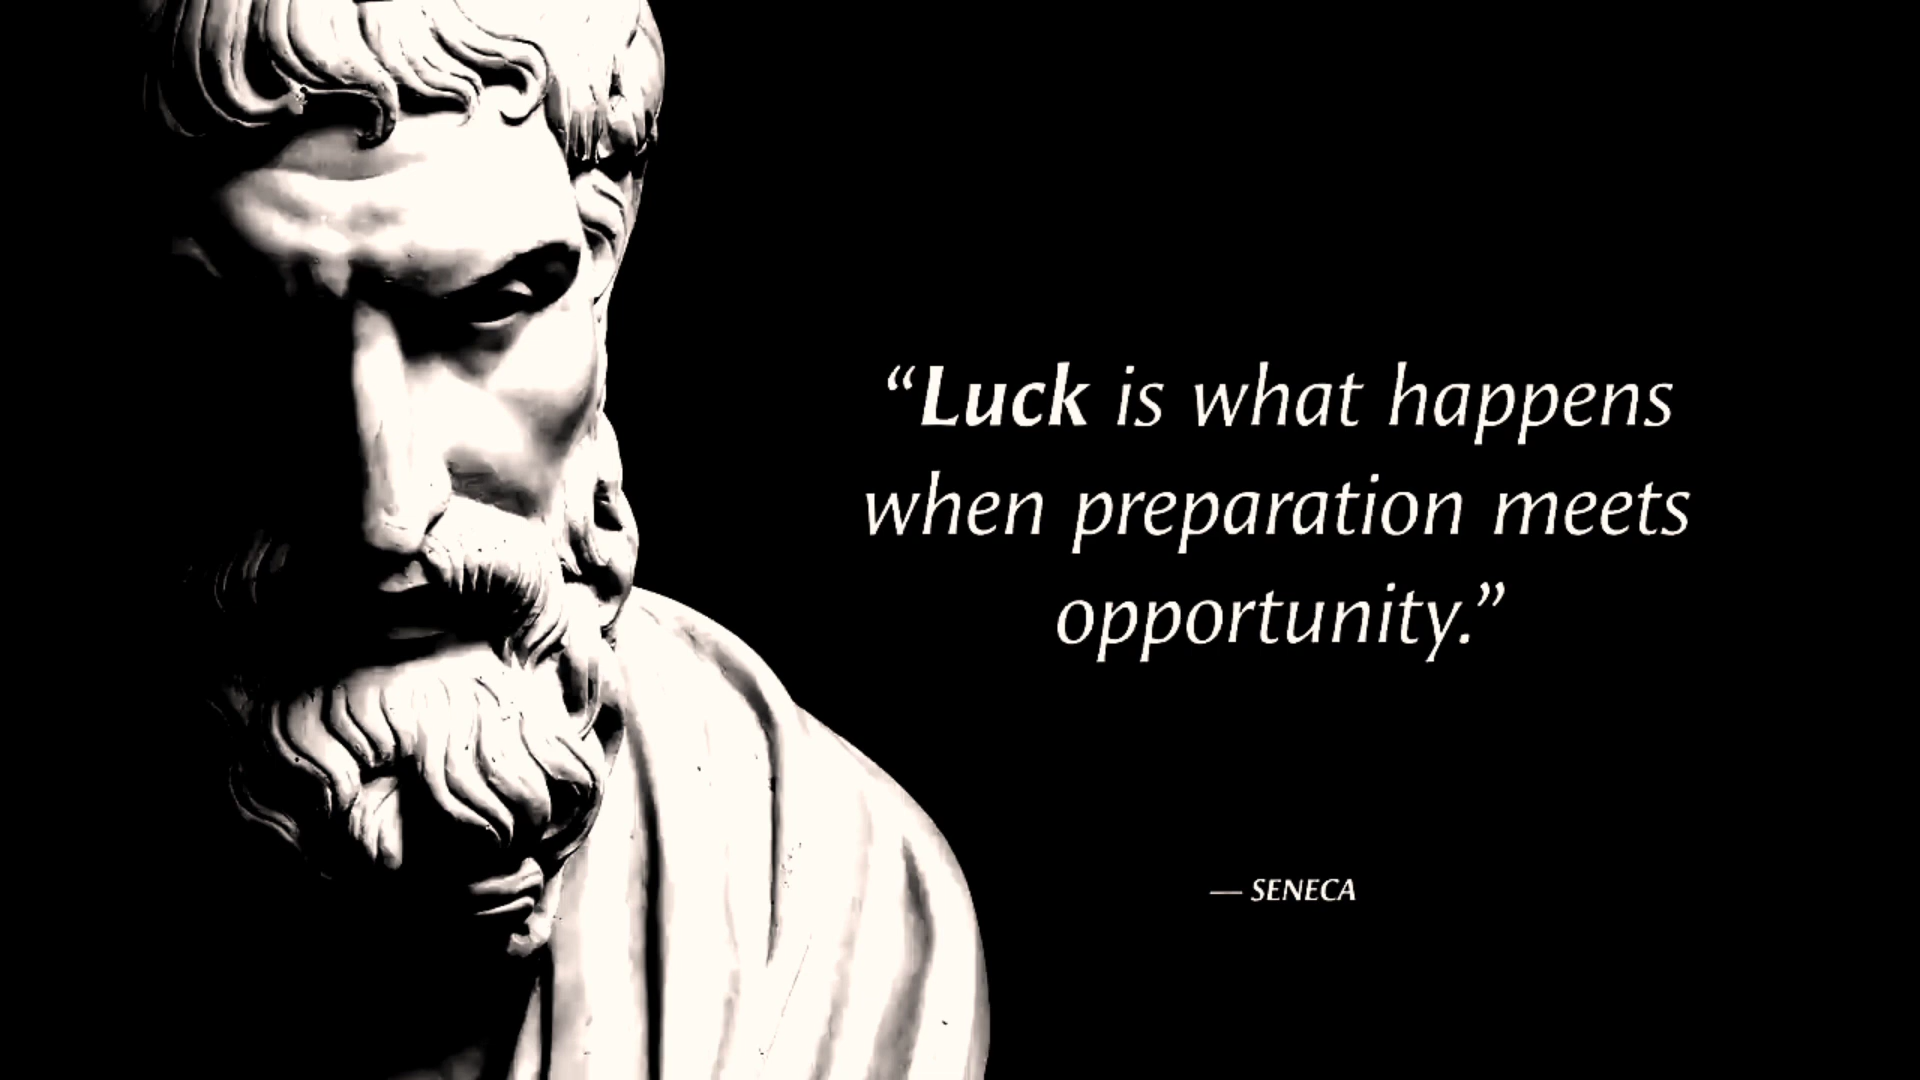 “Luck is what happens
when preparation meets
opportunity.”
— SENECA